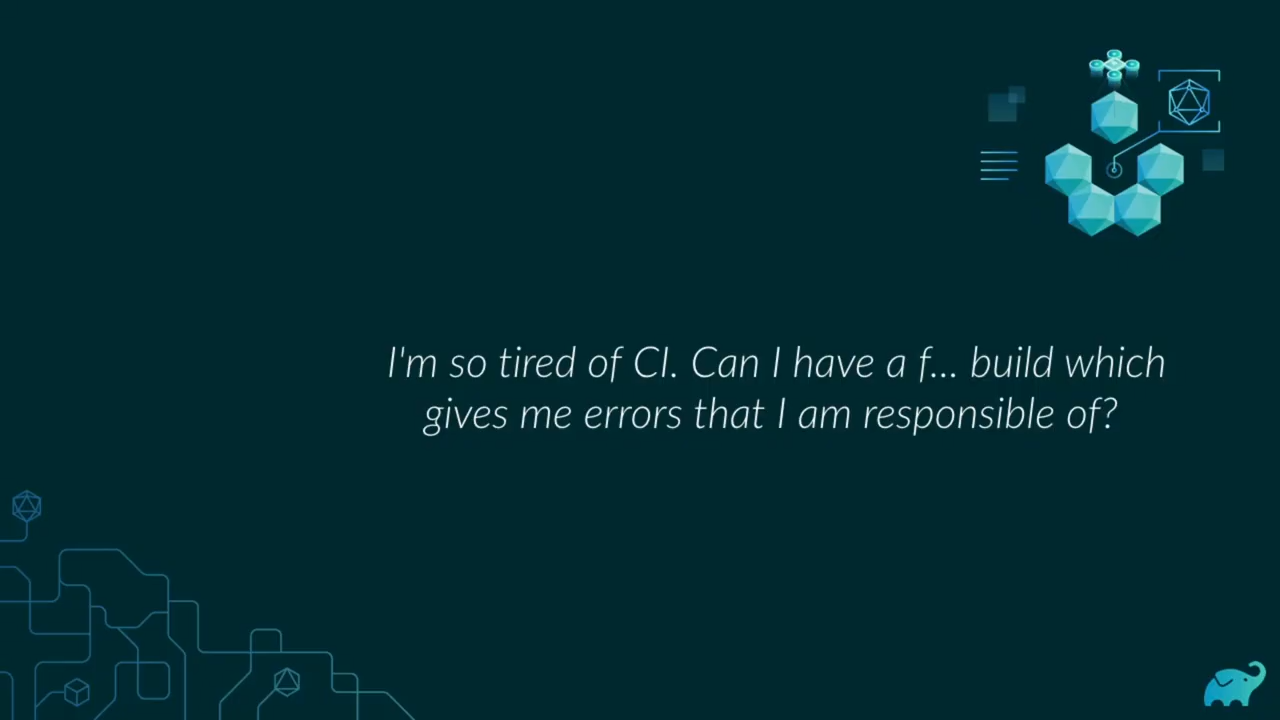 I'm so tired of CI. Can I have a f... build which
gives me errors that I am responsible of?